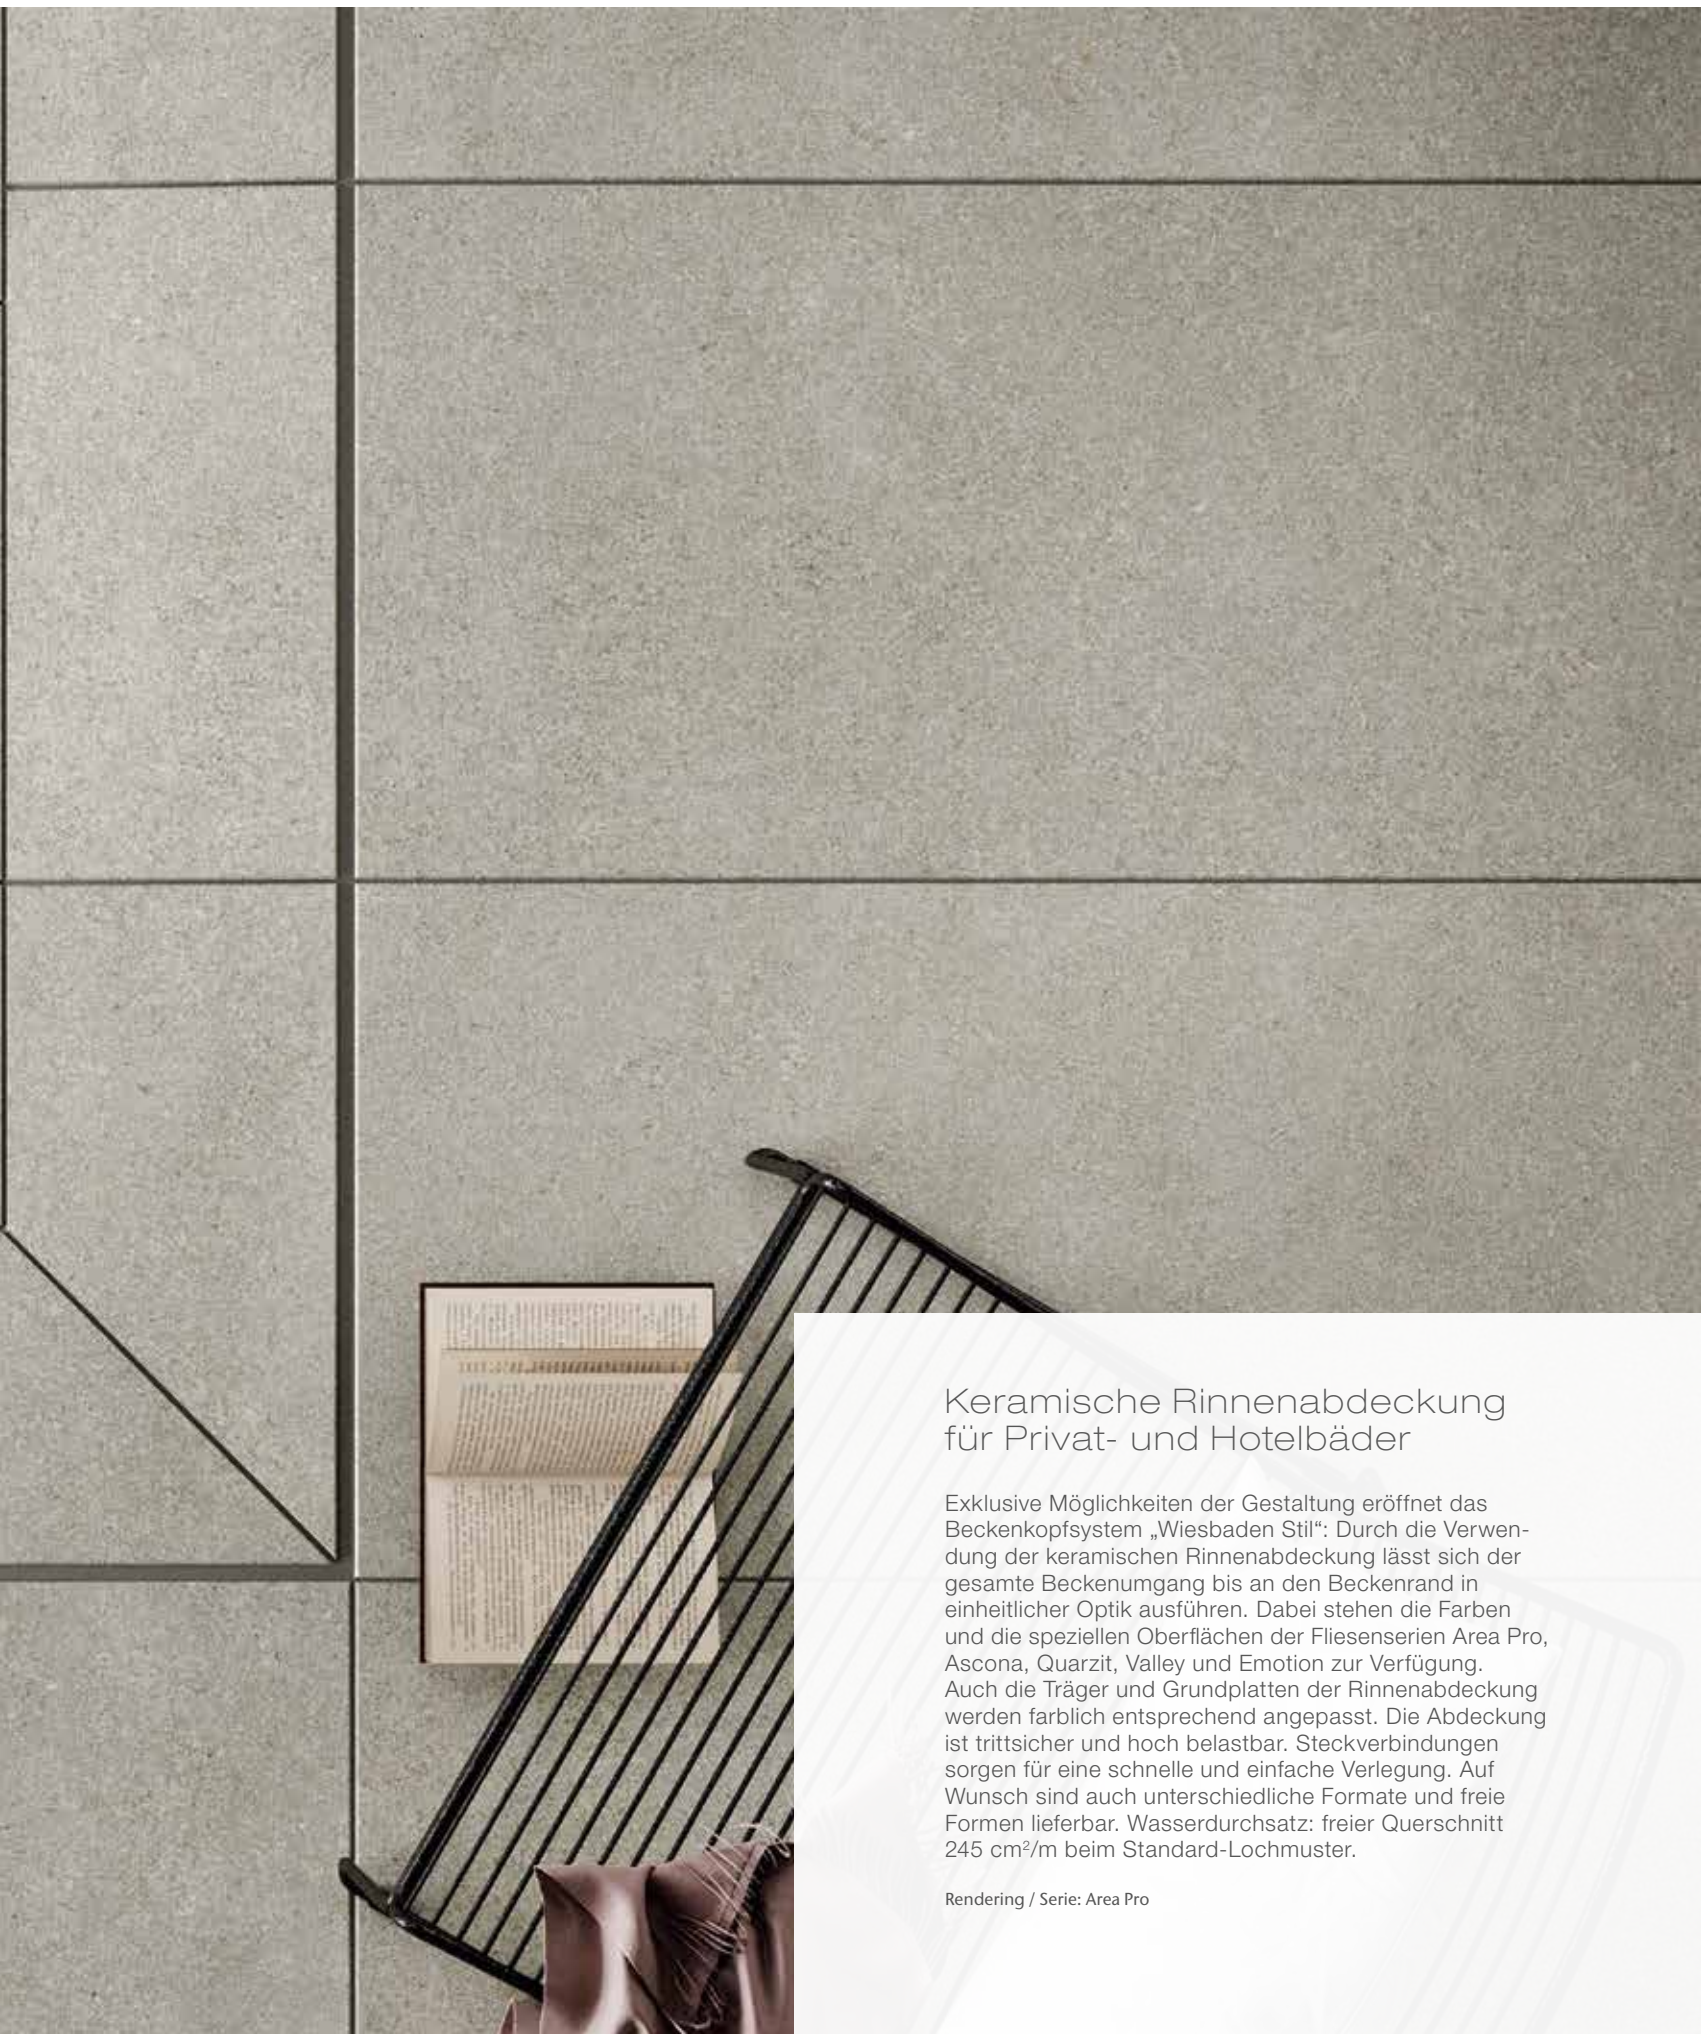 Keramische Rinnenabdeckung
für Privat- und Hotelbäder
Exklusive Möglichkeiten der Gestaltung eröffnet das
Beckenkopfsystem „Wiesbaden Stil“: Durch die Verwen-
dung der keramischen Rinnenabdeckung lässt sich der
gesamte Beckenumgang bis an den Beckenrand in
einheitlicher Optik ausführen. Dabei stehen die Farben
und die speziellen Oberflächen der Fliesenserien Area Pro,
Ascona, Quarzit, Valley und Emotion zur Verfügung.
Auch die Träger und Grundplatten der Rinnenabdeckung
werden farblich entsprechend angepasst. Die Abdeckung
ist trittsicher und hoch belastbar. Steckverbindungen
sorgen für eine schnelle und einfache Verlegung. Auf
Wunsch sind auch unterschiedliche Formate und freie
Formen lieferbar. Wasserdurchsatz: freier Querschnitt
245 cm²/m beim Standard-Lochmuster.
Rendering / Serie: Area Pro